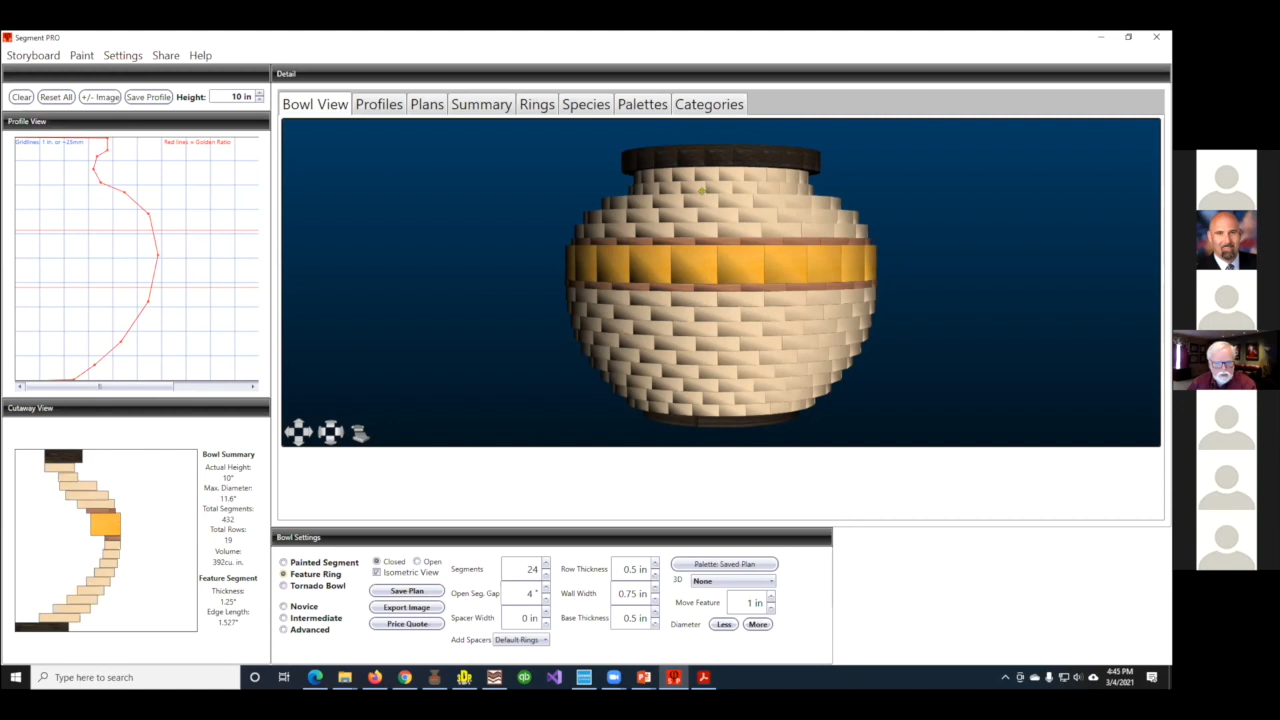 Segment PRO
Storyboard Paint Settings Share Help
Clear Reset All +/- Image Save Profile Height: 10 in
Profile View
Gridlines: 1 in. or ~25mm Red lines = Golden Ratio
Cutaway View
Bowl Summary
Actual Height:
10"
Max. Diameter:
11.6"
Total Segments:
432
Total Rows:
19
Volume:
392cu. in.
Feature Segment
Thickness:
1.25"
Edge Length:
1.527"
Detail
Bowl View Profiles Plans Summary Rings Species Palettes Categories
Bowl Settings
Painted Segment
Feature Ring
Tornado Bowl
Novice
Intermediate
Advanced
Closed Open
Isometric View
Save Plan
Export Image
Price Quote
Segments 24
Open Seg. Gap 4 °
Spacer Width 0 in
Add Spacers Default Rings
Row Thickness 0.5 in
Wall Width 0.75 in
Base Thickness 0.5 in
Palette: Saved Plan
3D None
Move Feature 1 in
Diameter Less More
Type here to search
4:45 PM
3/4/2021